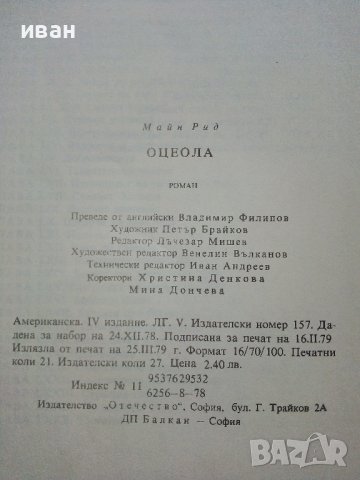 иван
Майн Рид
ОЦЕОЛА
РОМАН
Преведе от английски Владимир Филипов
Художник Петър Брайков
Редактор Лъчезар Мишев
Художествен редактор Венелин Вълканов
Технически редактор Иван Андреев
Коректори Христина Денкова
Мина Дончева
Американска. IV издание. ЛГ. V. Издателски номер 157. Да-
дена за набор на 24.XII.78. Подписана за печат на 16.II.79
Излязла от печат на 25.III.79 г. Формат 16/70/100. Печатни
коли 21. Издателски коли 27. Цена 2,40 лв.
Индекс № 11 9537629532
6256—8—78
Издателство „Отечество", София, бул. Г. Трайков 2А
ДП Балкан — София
BAZAR